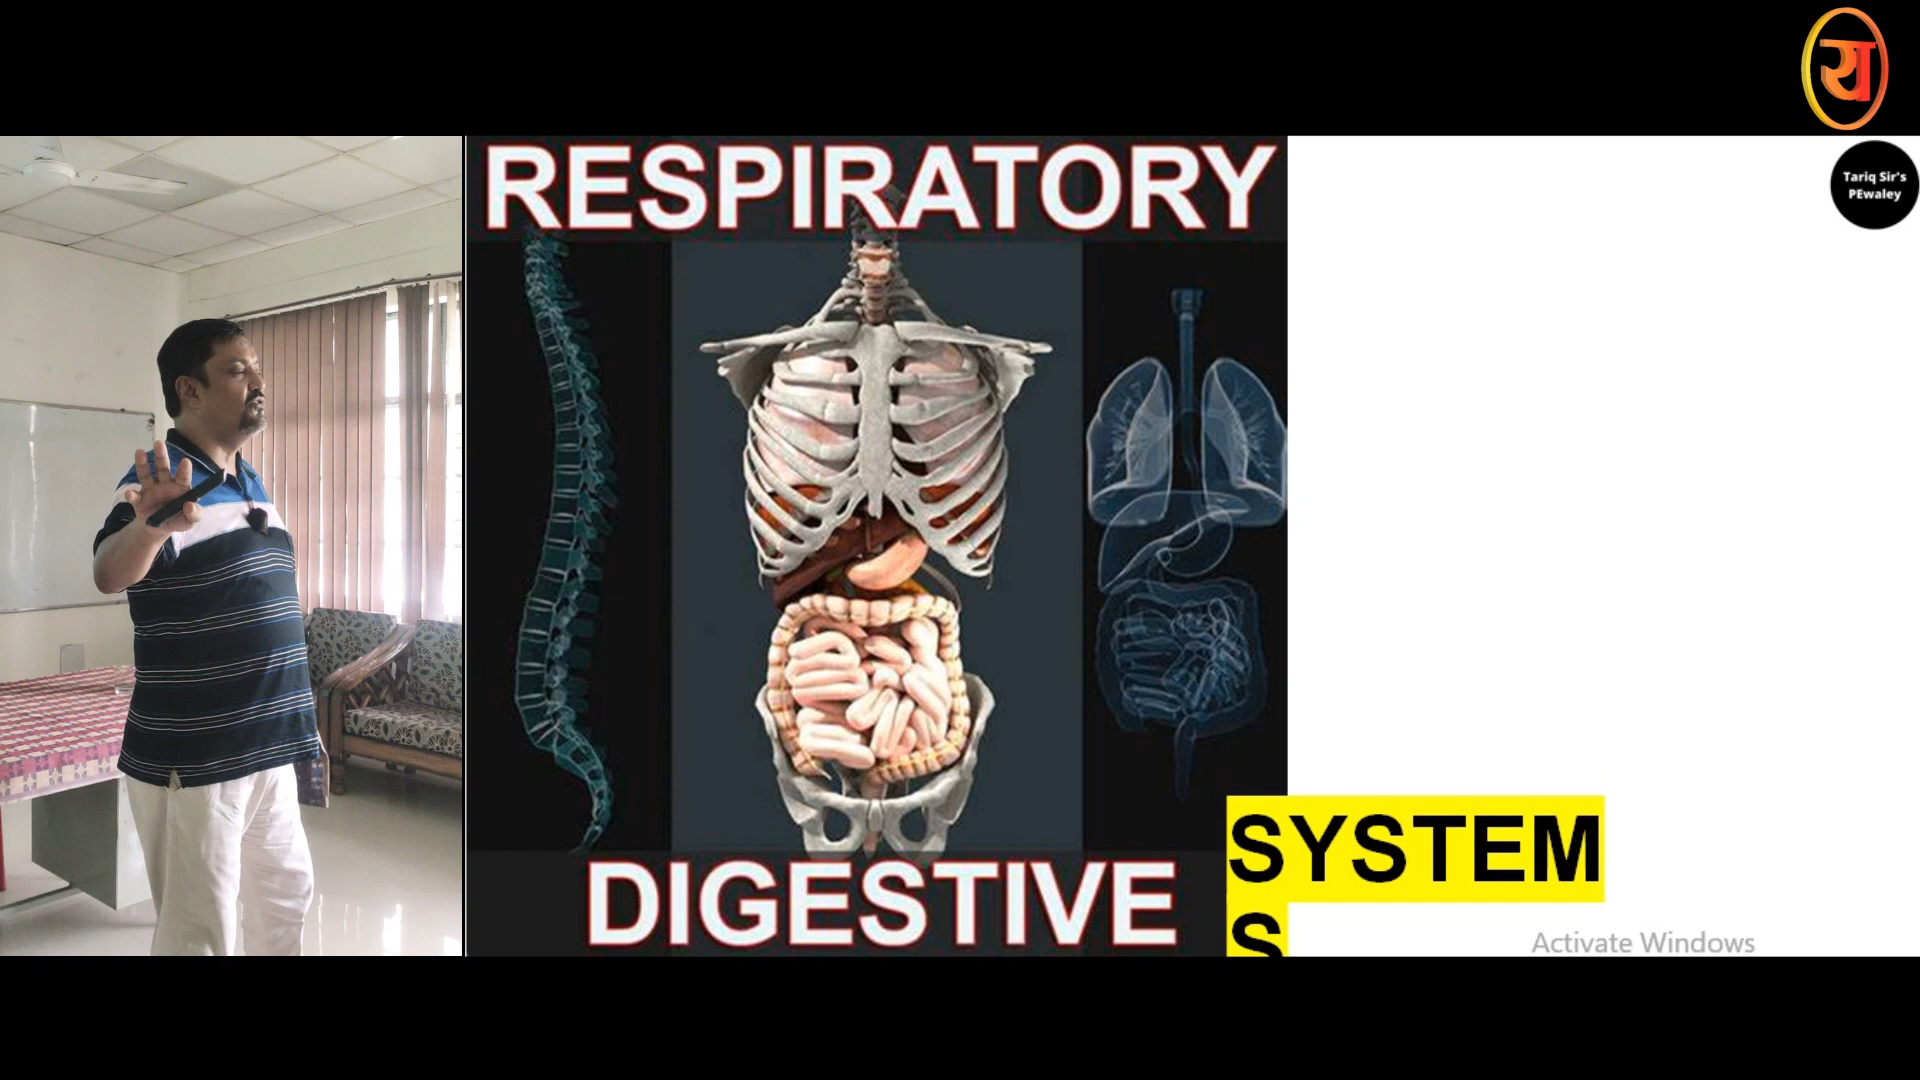 य
Tariq Sir's
PEwaley
RESPIRATORY
DIGESTIVE
SYSTEM
S
Activate Windows